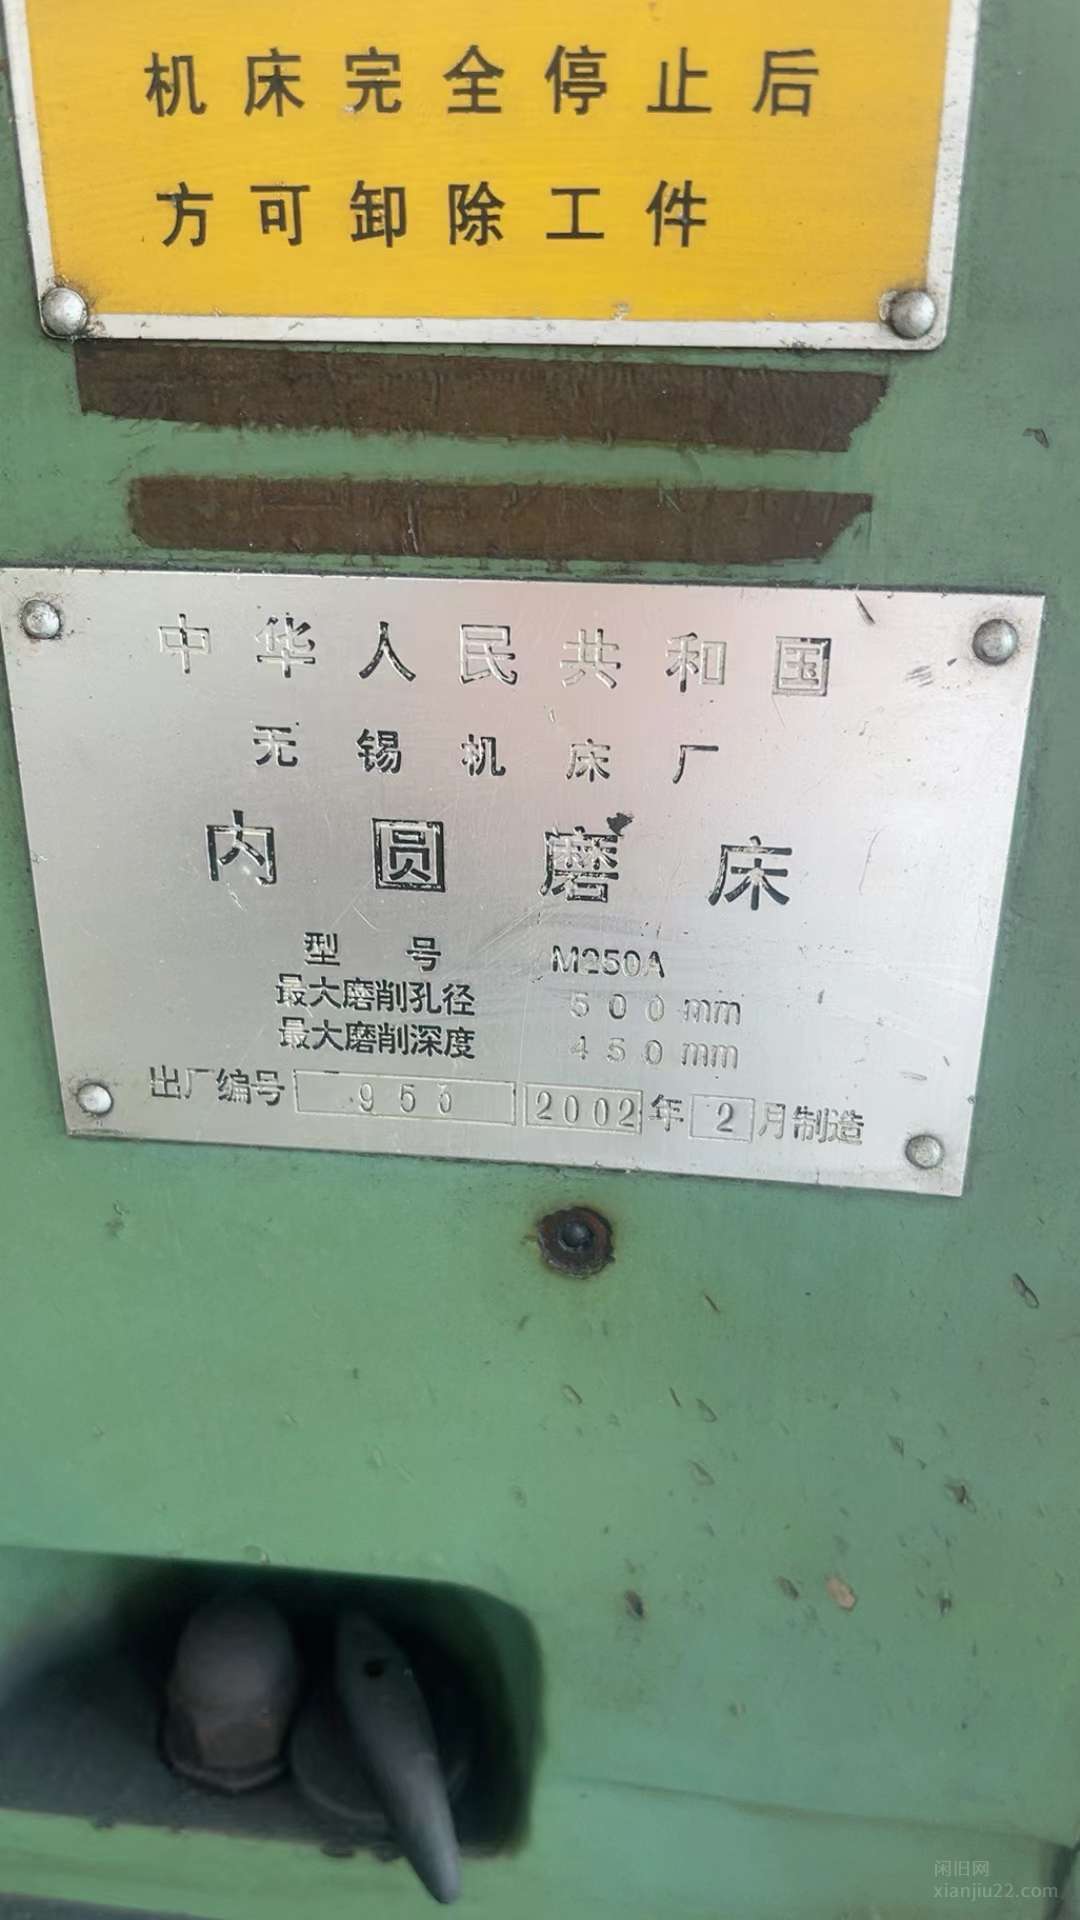 机床完全停止后
方可卸除工件
中华人民共和国
无锡机床厂
内圆磨床
型号 M250A
最大磨削孔径 500mm
最大磨削深度 450mm
出厂编号 953 2002年2月制造
闲旧网
xianjiu22.com